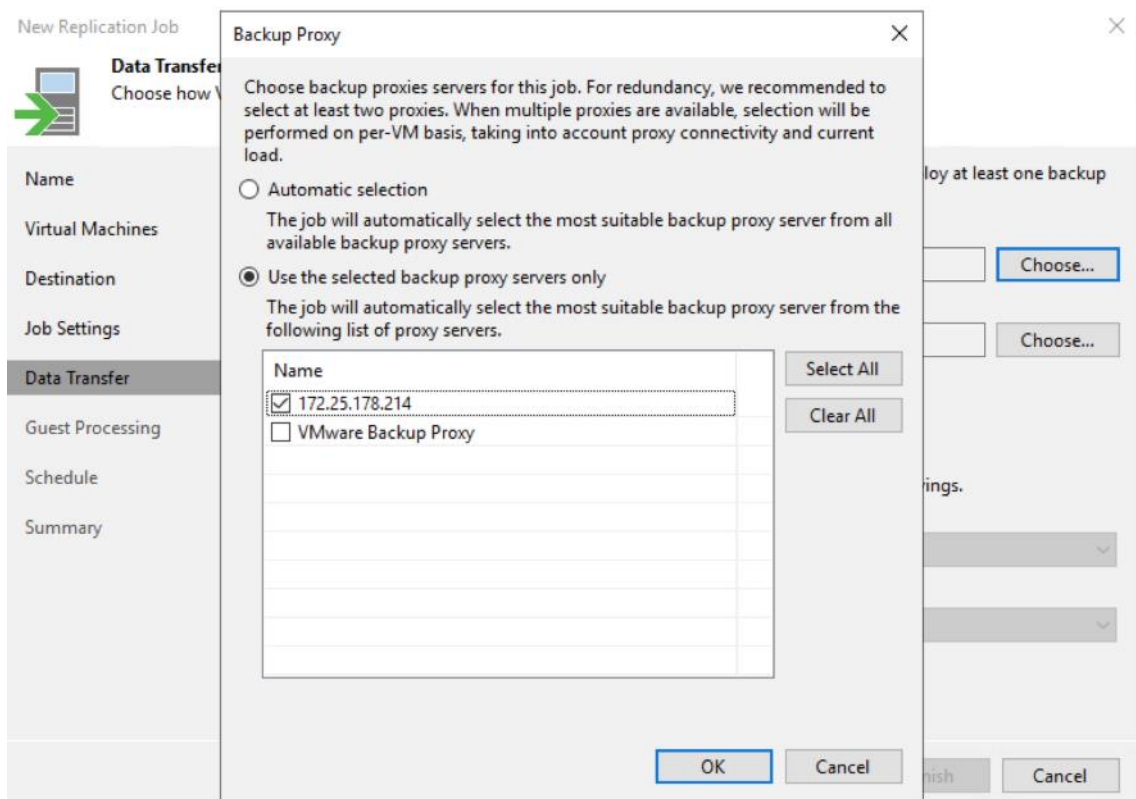 New Replication Job
Data Transfer
Choose how
Name
Virtual Machines
Destination
Job Settings
Data Transfer
Guest Processing
Schedule
Summary
Backup Proxy
Choose backup proxies servers for this job. For redundancy, we recommended to
select at least two proxies. When multiple proxies are available, selection will be
performed on per-VM basis, taking into account proxy connectivity and current
load.
Automatic selection
The job will automatically select the most suitable backup proxy server from all
available backup proxy servers.
Use the selected backup proxy servers only
The job will automatically select the most suitable backup proxy server from the
following list of proxy servers.
Name
172.25.178.214
VMware Backup Proxy
Select All
Clear All
OK
Cancel
at least one backup
Choose...
Choose...
Cancel